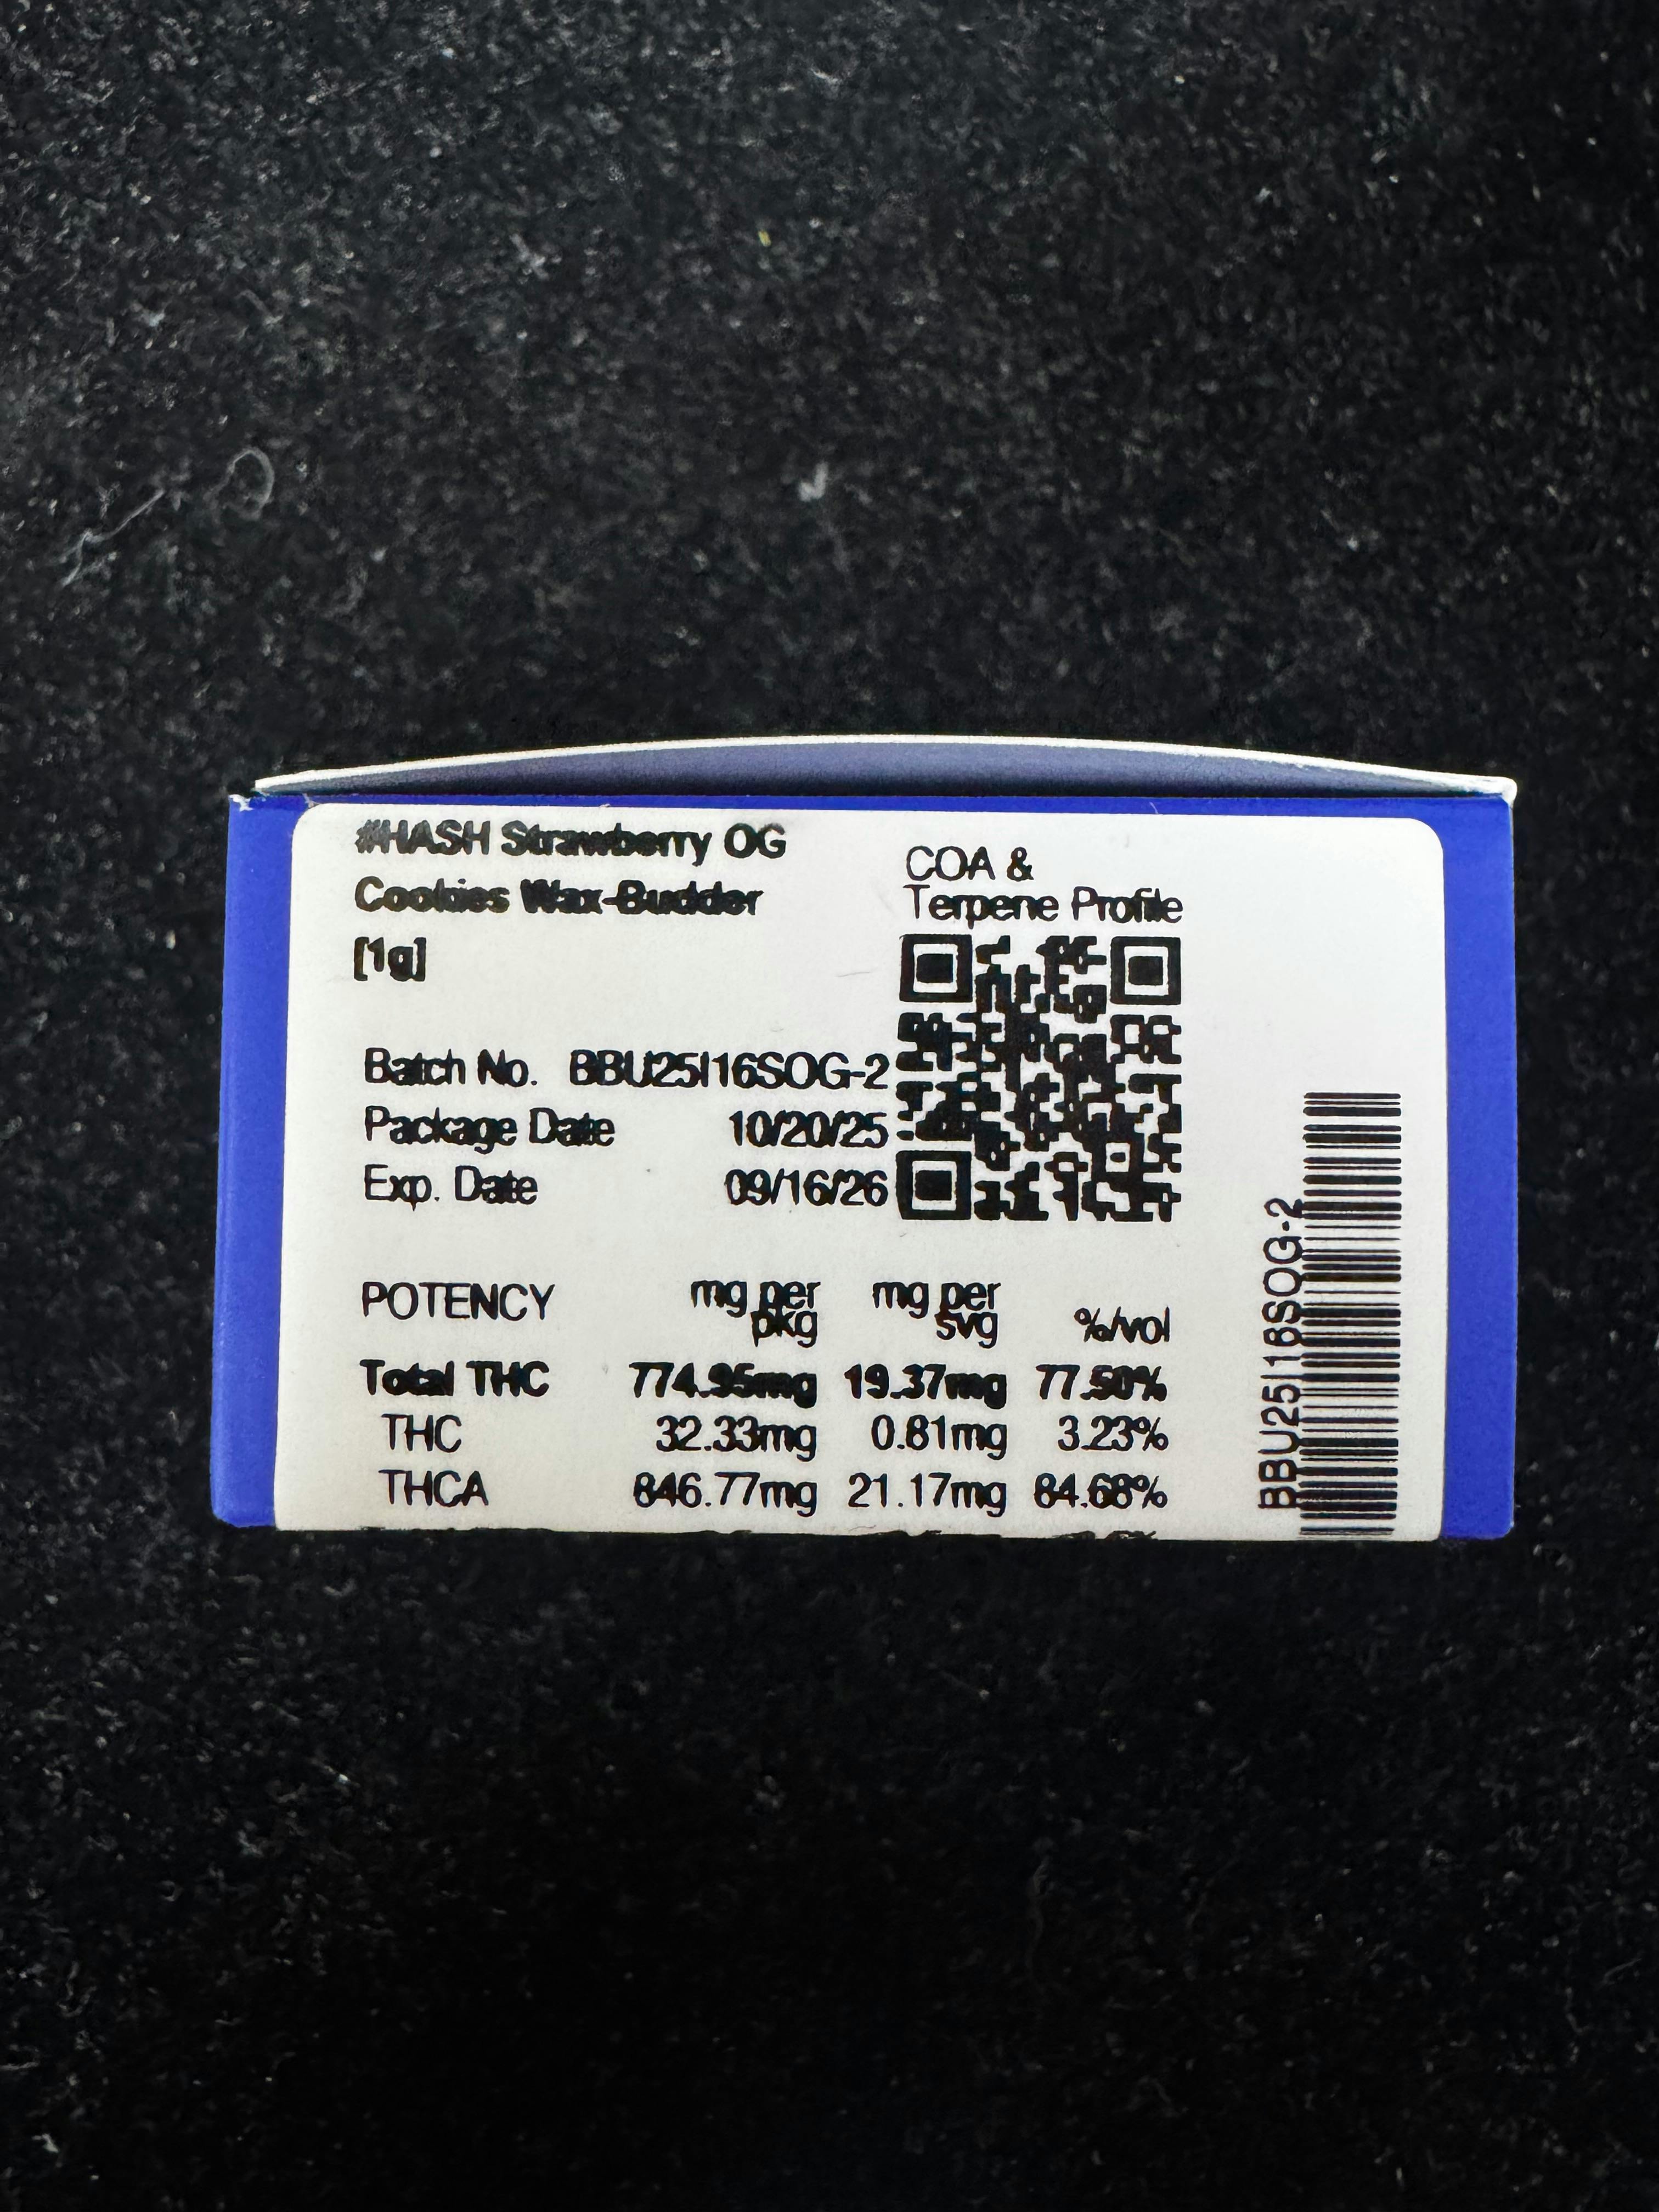 #HASH Strawberry OG
Cookies Wax-Budder
[1g]
COA &
Terpene Profile
Batch No. BBU25I16SOG-2
Package Date 10/20/25
Exp. Date 09/16/26
POTENCY mg per pkg mg per svg %/vol
Total THC 774.95mg 19.37mg 77.50%
THC 32.33mg 0.81mg 3.23%
THCA 846.77mg 21.17mg 84.68%
BBU25I16SOG-2